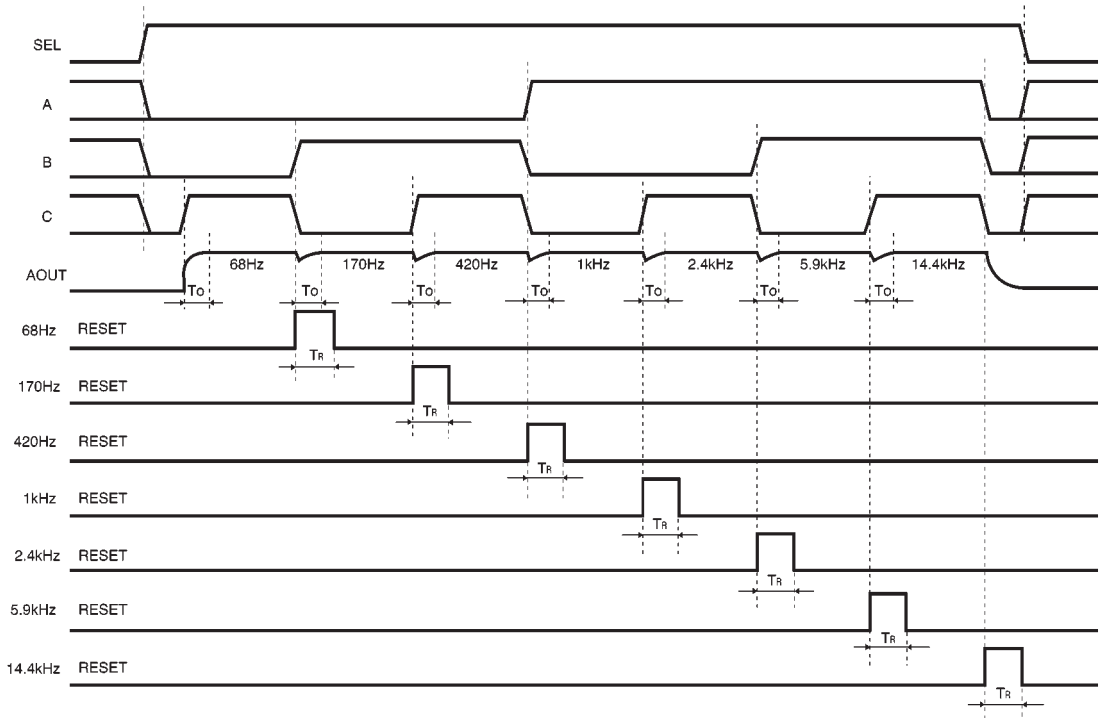 SEL
A
B
C
AOUT
68Hz 170Hz 420Hz 1kHz 2.4kHz 5.9kHz 14.4kHz
To To To To To To To
68Hz RESET
TR
170Hz RESET
TR
420Hz RESET
TR
1kHz RESET
TR
2.4kHz RESET
TR
5.9kHz RESET
TR
14.4kHz RESET
TR